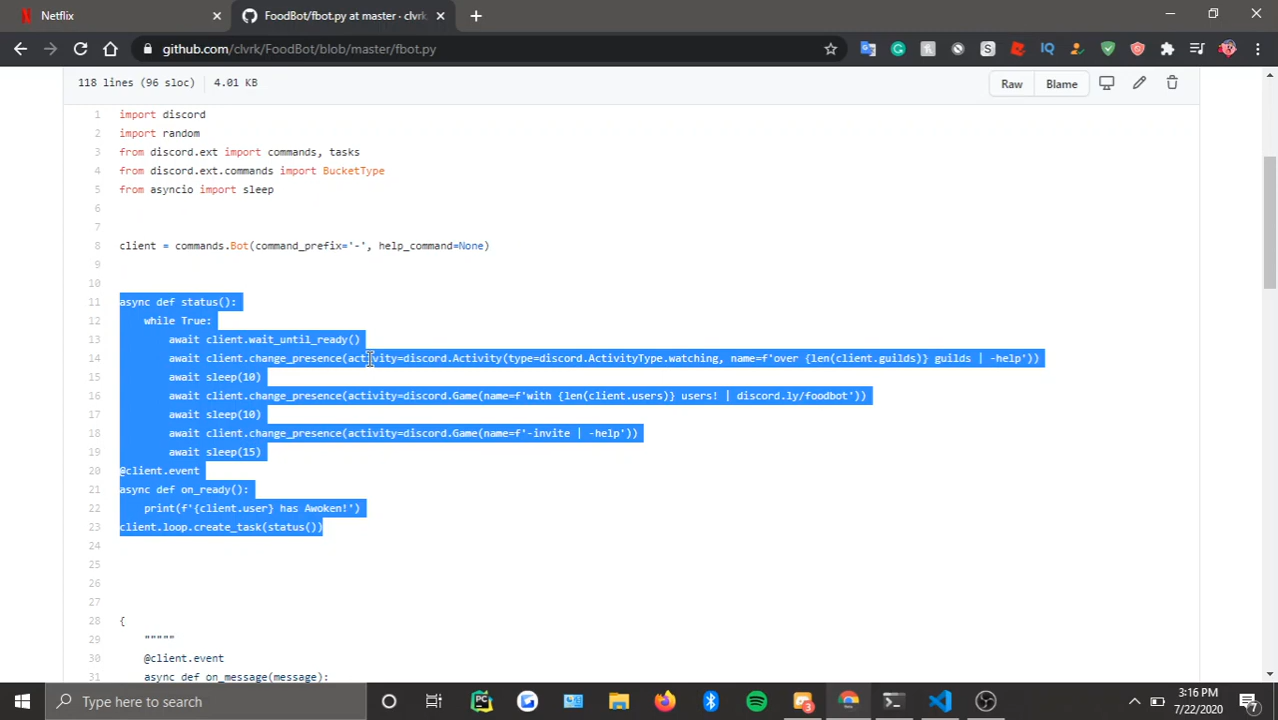 Netflix
FoodBot/fbot.py at master · clvrk
github.com/clvrk/FoodBot/blob/master/fbot.py
118 lines (96 sloc) 4.01 KB
Raw Blame
1 import discord
2 import random
3 from discord.ext import commands, tasks
4 from discord.ext.commands import BucketType
5 from asyncio import sleep
6
7
8 client = commands.Bot(command_prefix='-', help_command=None)
9
10
11 async def status():
12 while True:
13 await client.wait_until_ready()
14 await client.change_presence(activity=discord.Activity(type=discord.ActivityType.watching, name=f'over {len(client.guilds)} guilds | -help'))
15 await sleep(10)
16 await client.change_presence(activity=discord.Game(name=f'with {len(client.users)} users! | discord.ly/foodbot'))
17 await sleep(10)
18 await client.change_presence(activity=discord.Game(name=f'-invite | -help'))
19 await sleep(15)
20 @client.event
21 async def on_ready():
22 print(f'{client.user} has Awoken!')
23 client.loop.create_task(status())
24
25
26
27
28 {
29 """""
30 @client.event
31 async def on_message(message):
Type here to search
3:16 PM
7/22/2020